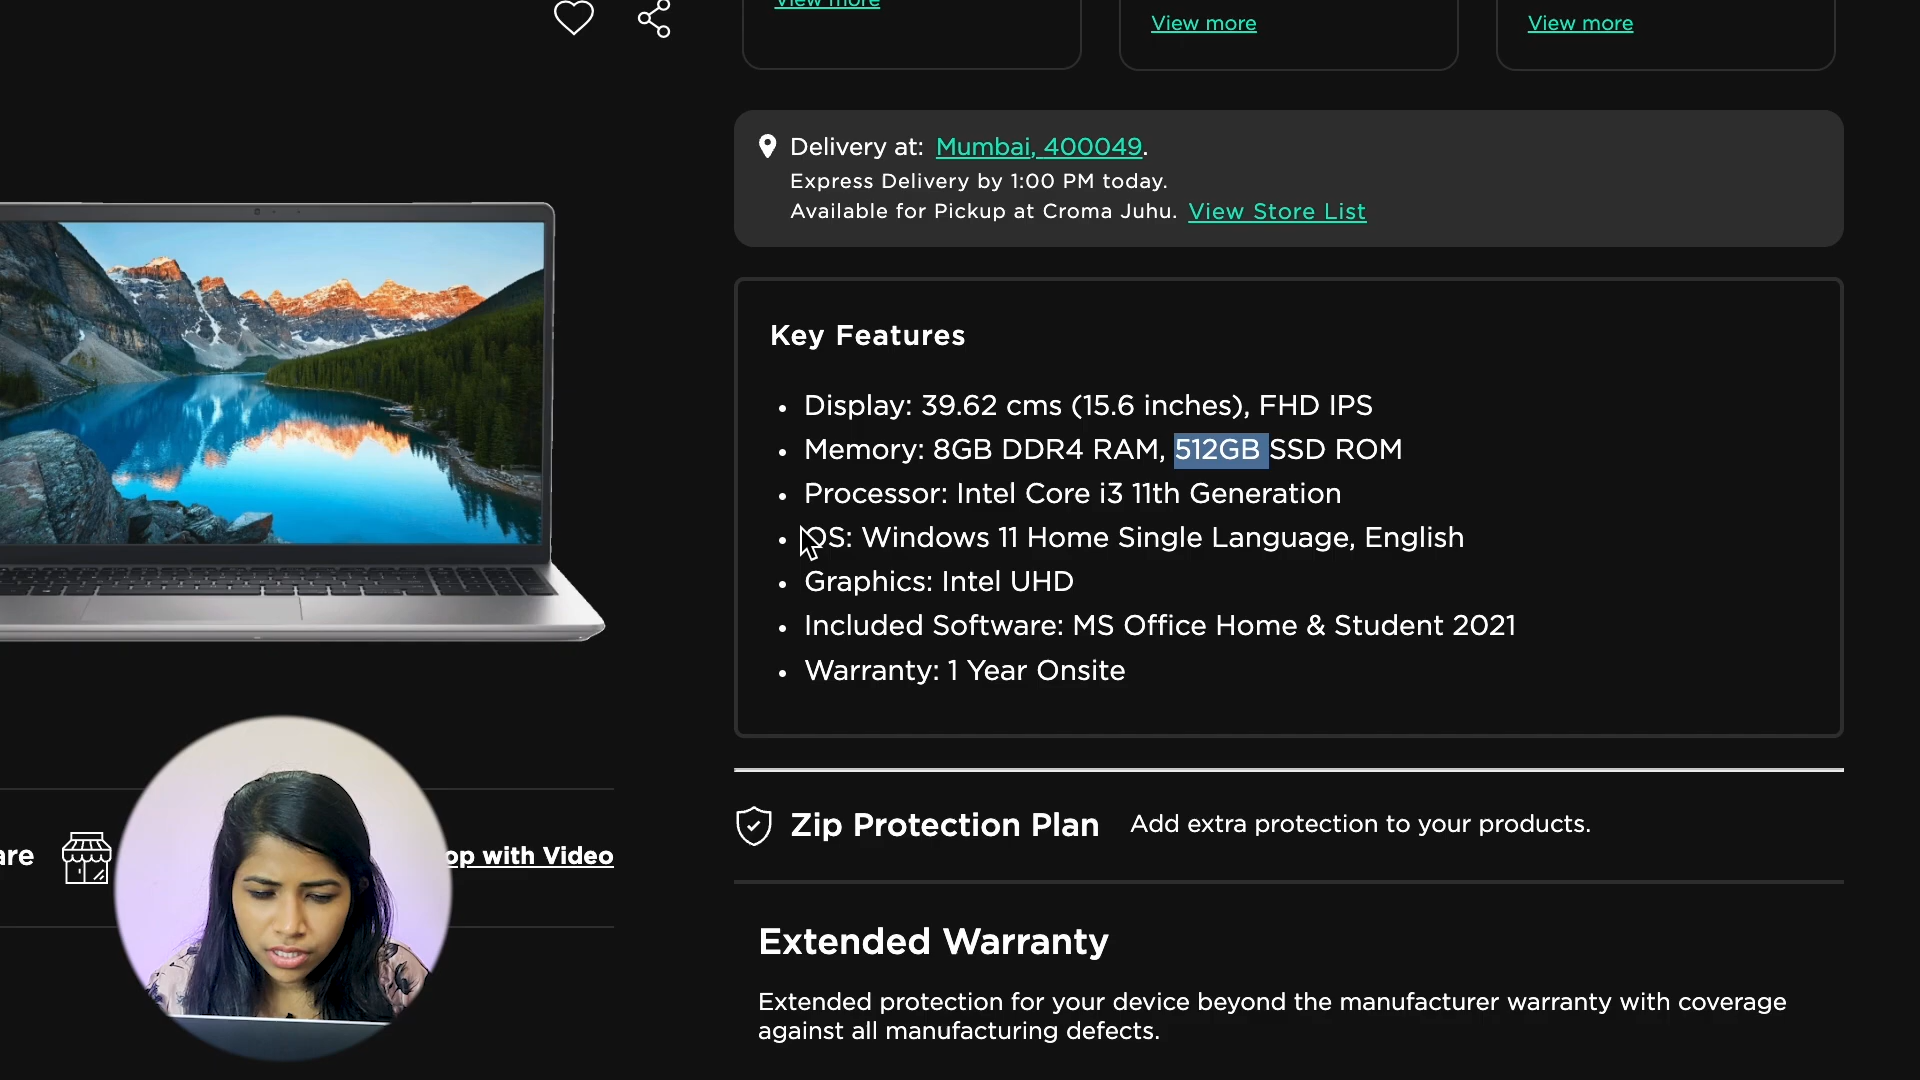 View more
View more
View more
Delivery at: Mumbai, 400049.
Express Delivery by 1:00 PM today.
Available for Pickup at Croma Juhu. View Store List
Key Features
• Display: 39.62 cms (15.6 inches), FHD IPS
• Memory: 8GB DDR4 RAM, 512GB SSD ROM
• Processor: Intel Core i3 11th Generation
• OS: Windows 11 Home Single Language, English
• Graphics: Intel UHD
• Included Software: MS Office Home & Student 2021
• Warranty: 1 Year Onsite
Zip Protection Plan Add extra protection to your products.
are
op with Video
Extended Warranty
Extended protection for your device beyond the manufacturer warranty with coverage
against all manufacturing defects.